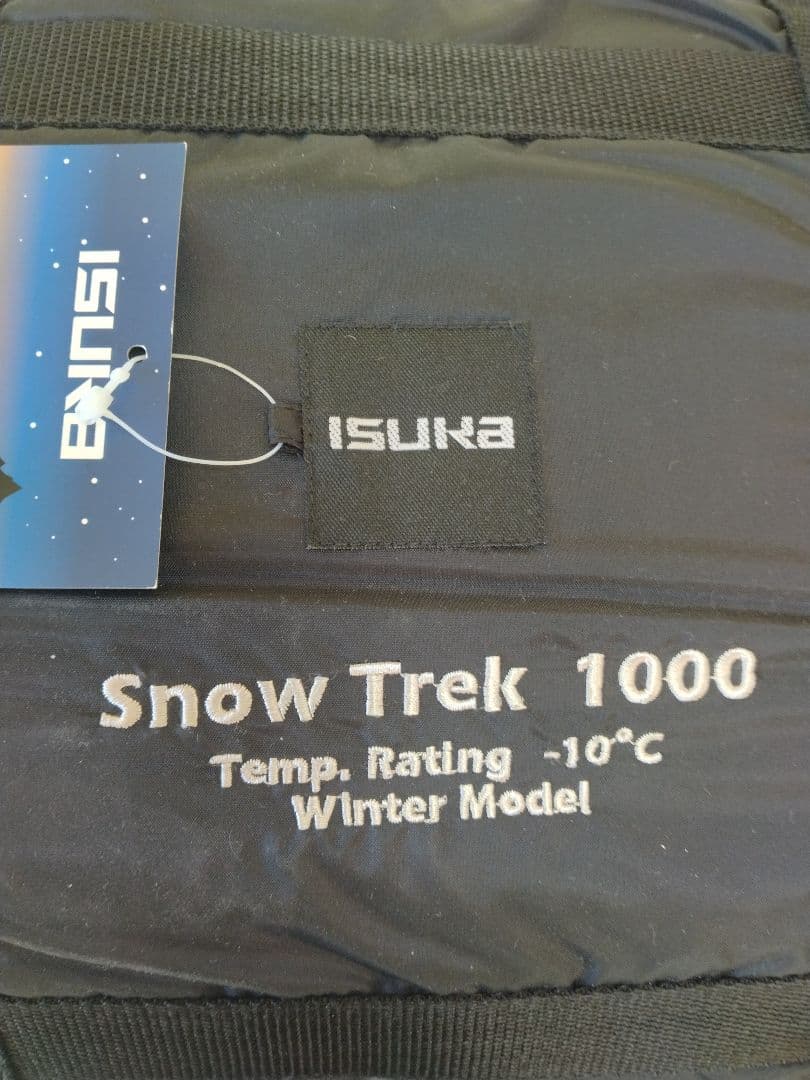 ISUKA
ISUKA
Snow Trek 1000
Temp. Rating -10°C
Winter Model